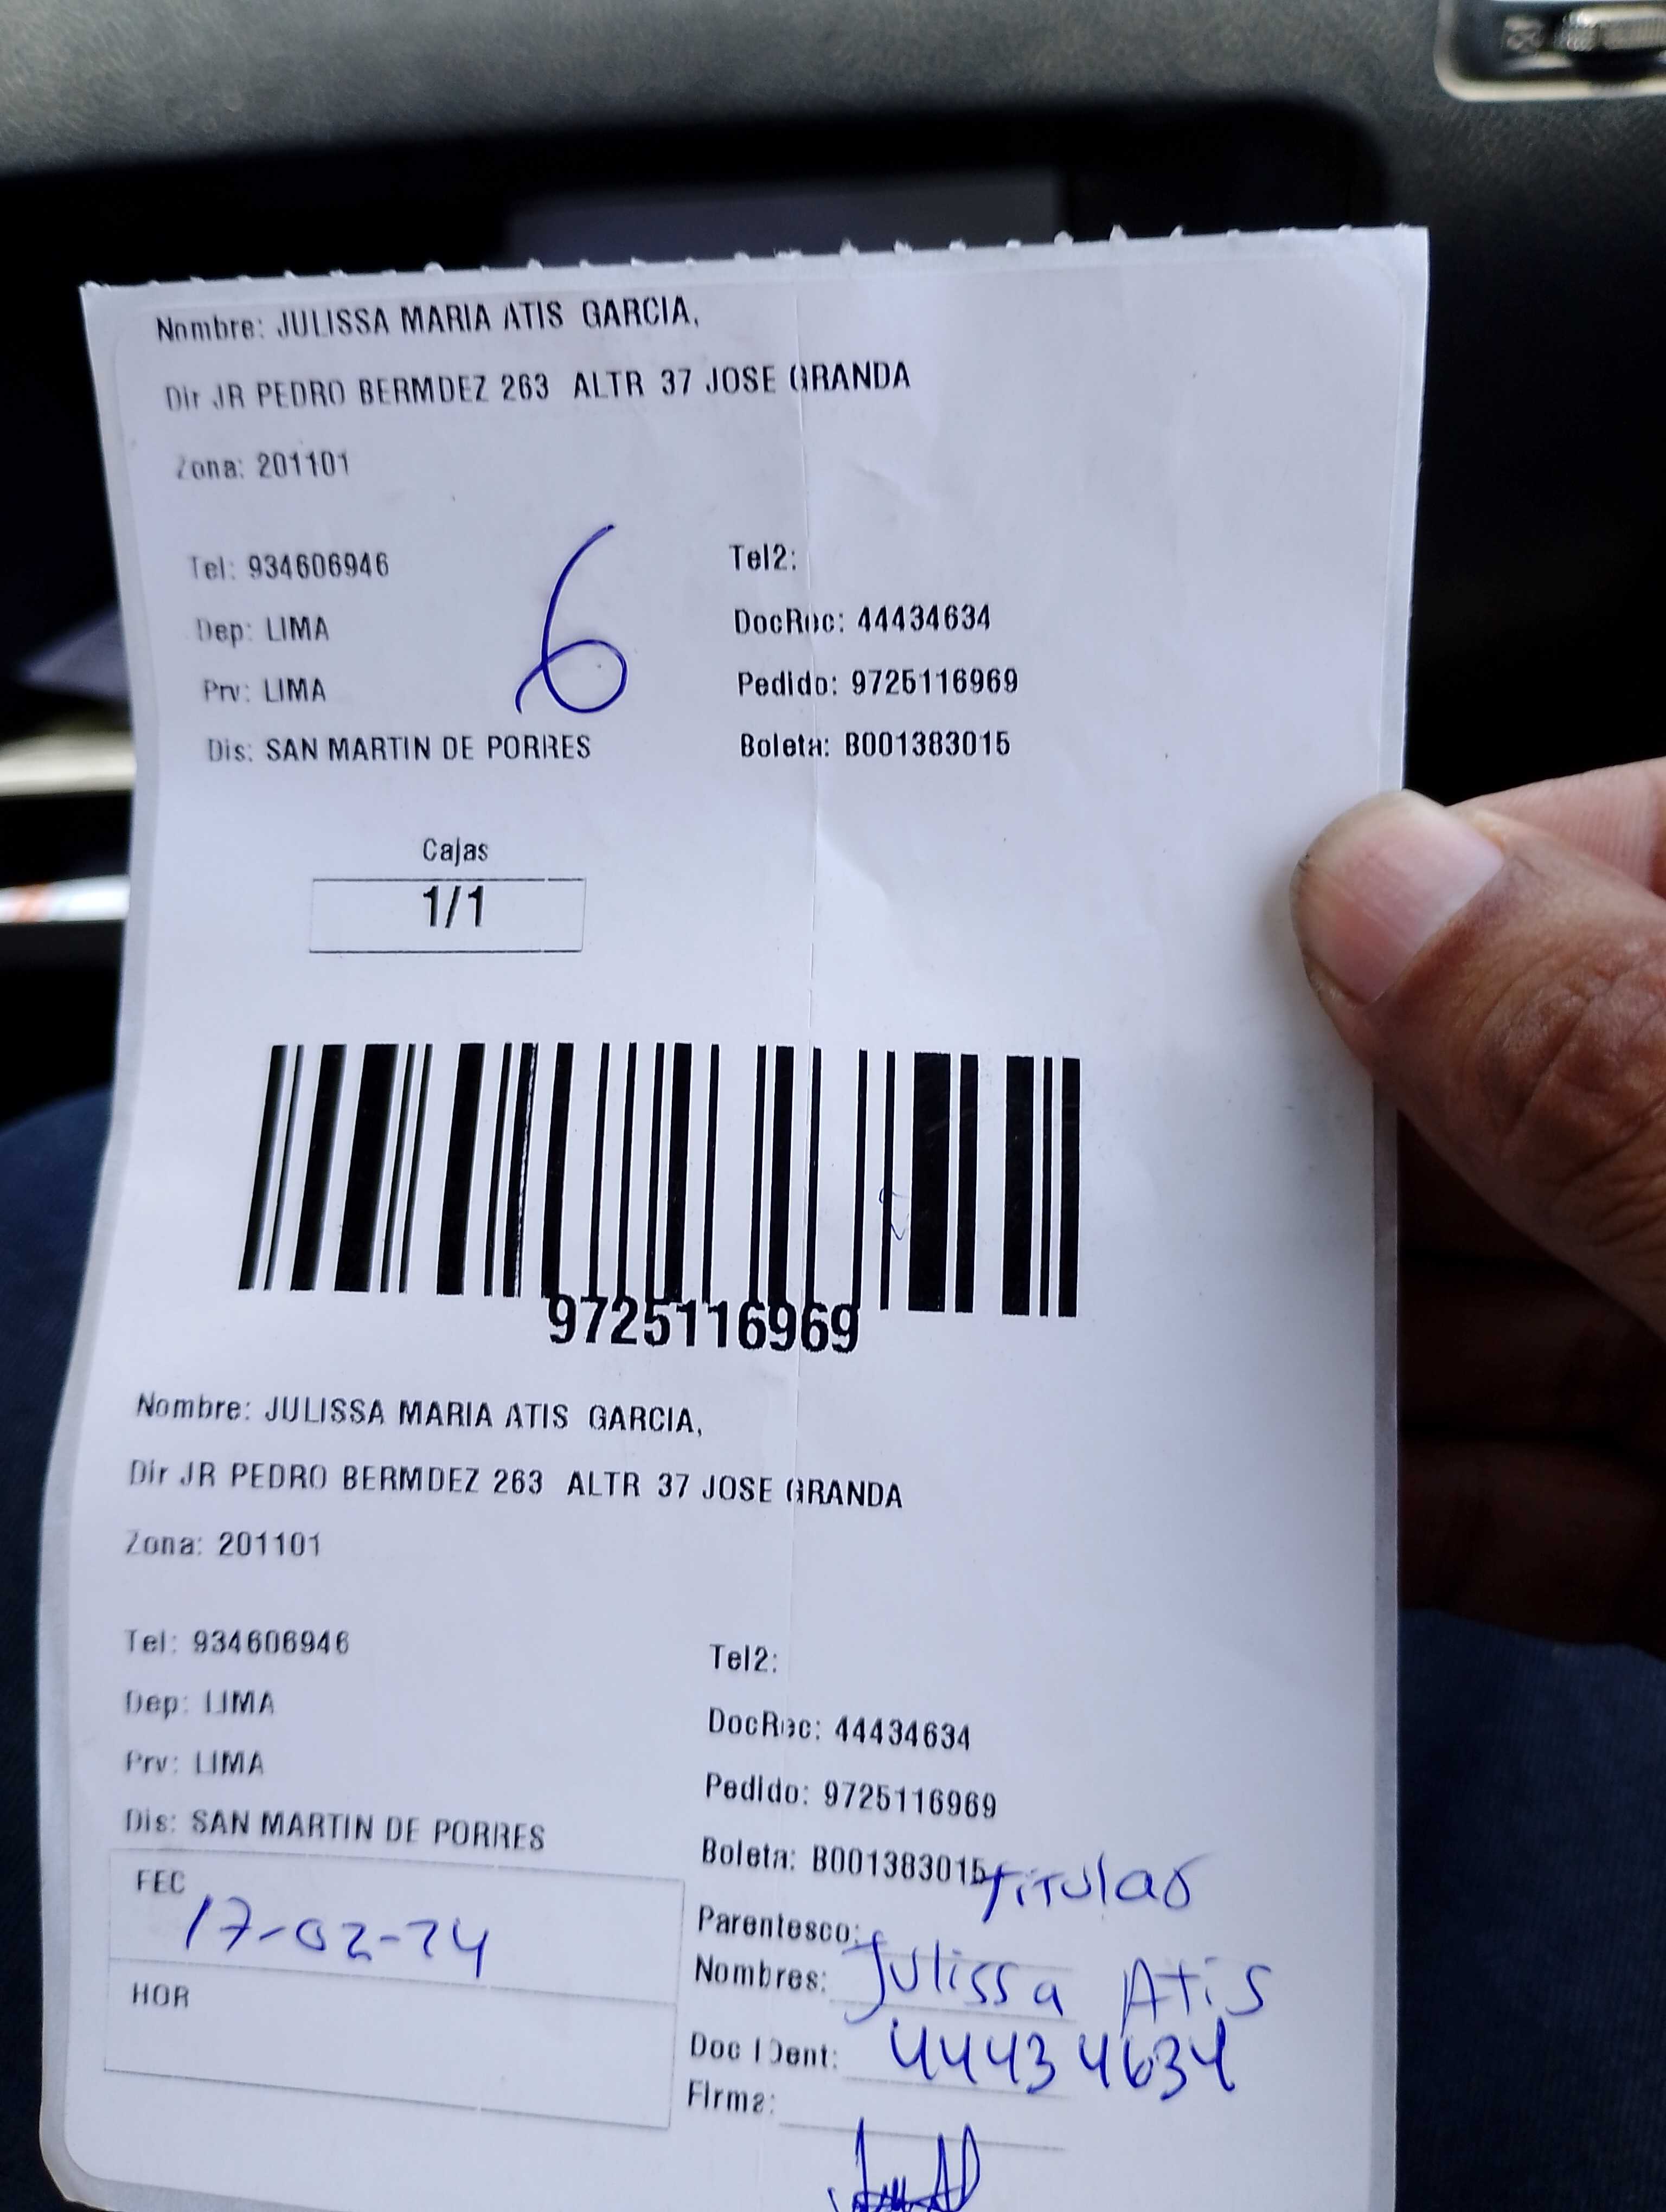 Nombre: JULISSA MARIA ATIS GARCIA,
Dir JR PEDRO BERMDEZ 263 ALTR 37 JOSE GRANDA
Zona: 201101
Tel: 934606946
Tel2:
6
Dep: LIMA
DocRec: 44434634
Prv: LIMA
Pedido: 9725116969
Dis: SAN MARTIN DE PORRES
Boleta: B001383015
Cajas
1/1
9725116969
Nombre: JULISSA MARIA ATIS GARCIA,
Dir JR PEDRO BERMDEZ 263 ALTR 37 JOSE GRANDA
Zona: 201101
Tel: 934606946
Tel2:
Dep: LIMA
DocRec: 44434634
Prv: LIMA
Pedido: 9725116969
Dis: SAN MARTIN DE PORRES
Boleta: B001383015
FEC
17-02-24
HOR
Parentesco: Titular
Nombres: Julissa Atis
Doc IDent: 44434634
Firma: